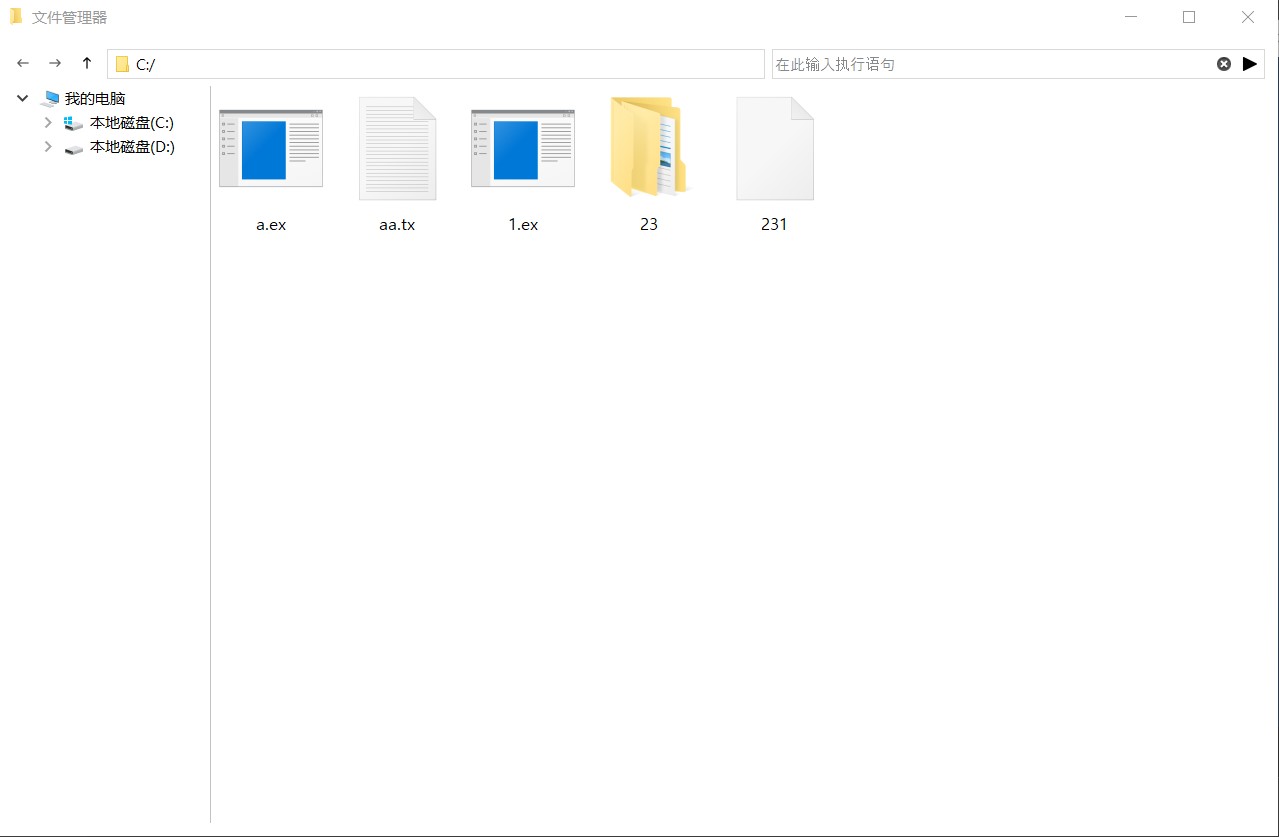 文件管理器
C:/
在此输入执行语句
我的电脑
本地磁盘(C:)
本地磁盘(D:)
a.ex
aa.tx
1.ex
23
231